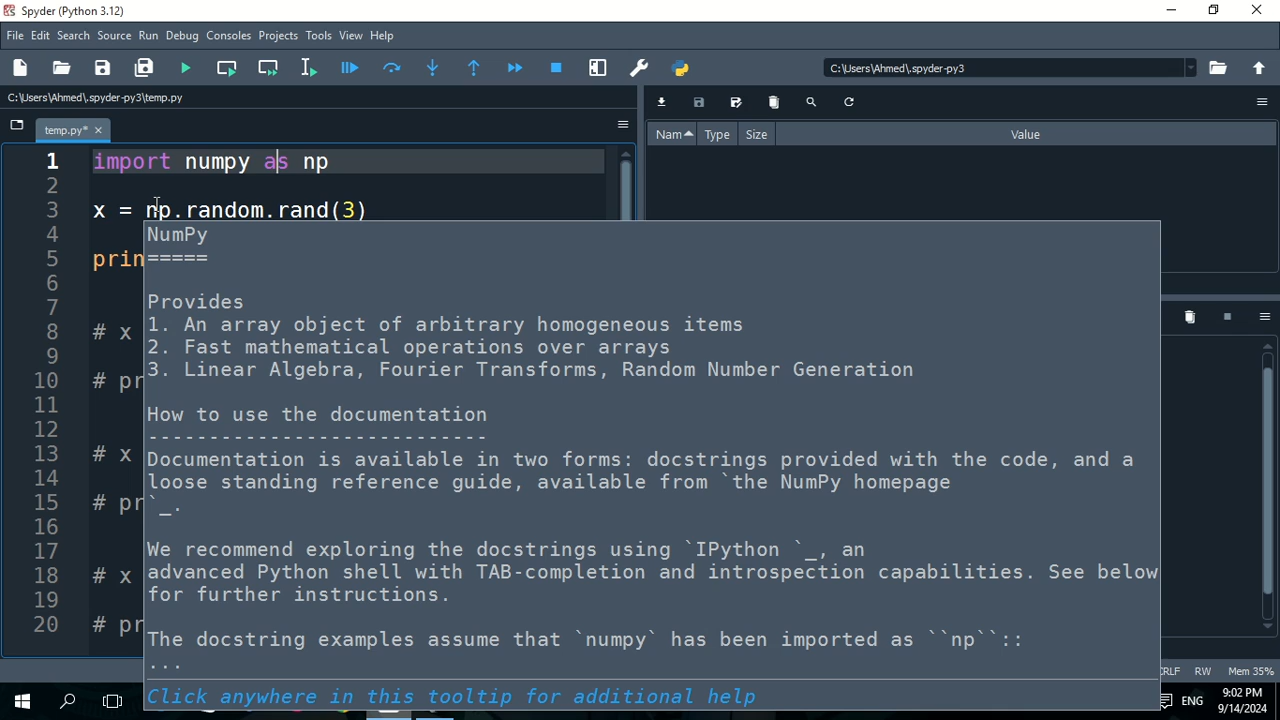 Spyder (Python 3.12)
File Edit Search Source Run Debug Consoles Projects Tools View Help
C:\Users\Ahmed\.spyder-py3
C:\Users\Ahmed\.spyder-py3\temp.py
temp.py*
Nam Type Size Value
1 import numpy as np
2
3 x = np.random.rand(3)
4
5 prin
6
7
8 # x
9
10 # pr
11
12
13 # x
14
15 # pr
16
17
18 # x
19
20 # pr
NumPy
=====
Provides
1. An array object of arbitrary homogeneous items
2. Fast mathematical operations over arrays
3. Linear Algebra, Fourier Transforms, Random Number Generation
How to use the documentation
----------------------------
Documentation is available in two forms: docstrings provided with the code, and a
loose standing reference guide, available from `the NumPy homepage
`_.
We recommend exploring the docstrings using `IPython `_, an
advanced Python shell with TAB-completion and introspection capabilities. See below
for further instructions.
The docstring examples assume that `numpy` has been imported as ``np``::
...
Click anywhere in this tooltip for additional help
RW Mem 35%
ENG
9:02 PM
9/14/2024